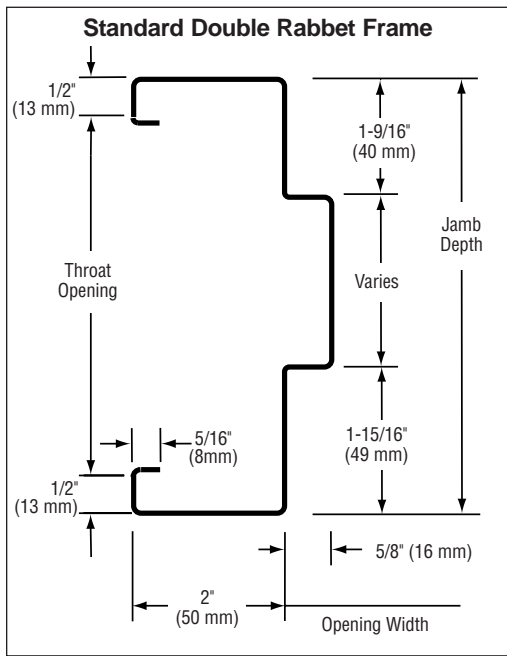 Standard Double Rabbet Frame
1/2"
(13 mm)
1-9/16"
(40 mm)
Jamb
Depth
Throat
Opening
Varies
5/16"
(8mm)
1-15/16"
(49 mm)
1/2"
(13 mm)
5/8" (16 mm)
2"
(50 mm)
Opening Width